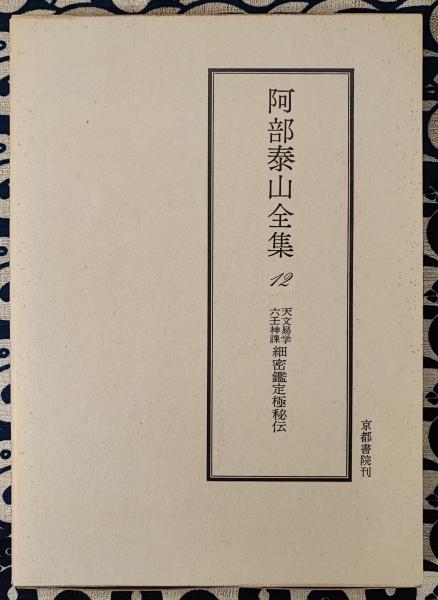 阿部泰山全集
12
天文易学
六壬神課
細密鑑定極秘伝
京都書院刊